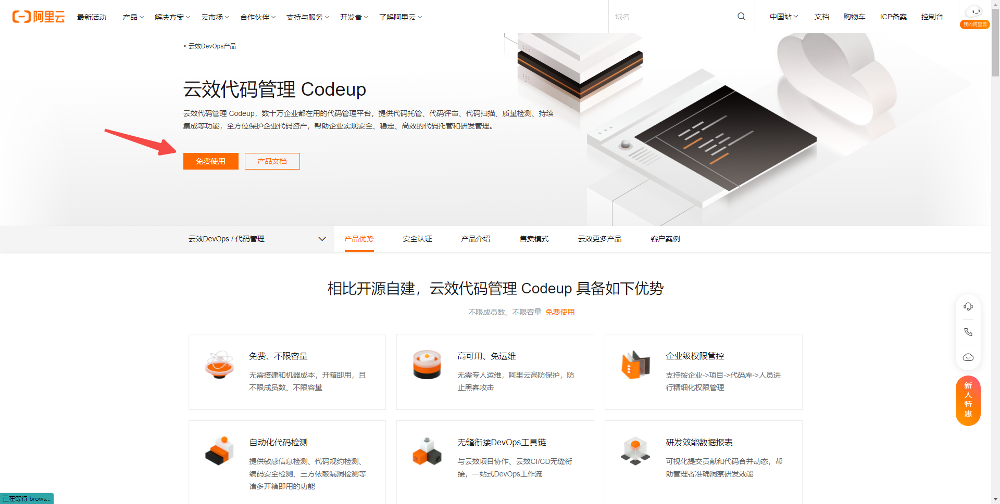 阿里云
最新活动 产品 解决方案 云市场 合作伙伴 支持与服务 开发者 了解阿里云 域名 中国站 文档 购物车 ICP备案 控制台
我的阿里云
< 云效DevOps产品
云效代码管理 Codeup
云效代码管理 Codeup，数十万企业都在用的代码管理平台，提供代码托管、代码评审、代码扫描、质量检测、持续
集成等功能，全方位保护企业代码资产，帮助企业实现安全、稳定、高效的代码托管和研发管理。
免费使用 产品文档
云效DevOps / 代码管理 产品优势 安全认证 产品介绍 售卖模式 云效更多产品 客户案例
相比开源自建，云效代码管理 Codeup 具备如下优势
不限成员数、不限容量 免费使用
免费、不限容量
无需搭建和机器成本，开箱即用，且
不限成员数、不限容量
高可用、免运维
无需专人运维，阿里云高防保护，防
止黑客攻击
企业级权限管控
支持按企业->项目->代码库->人员进
行精细化权限管理
自动化代码检测
提供敏感信息检测、代码规约检测、
编码安全检测、三方依赖漏洞检测等
诸多开箱即用的功能
无缝衔接DevOps工具链
与云效项目协作、云效CI/CD无缝衔
接，一站式DevOps工作流
研发效能数据报表
可视化提交贡献和代码合并动态，帮
助管理者准确洞察研发效能
新
人
特
惠
正在等待 brows...